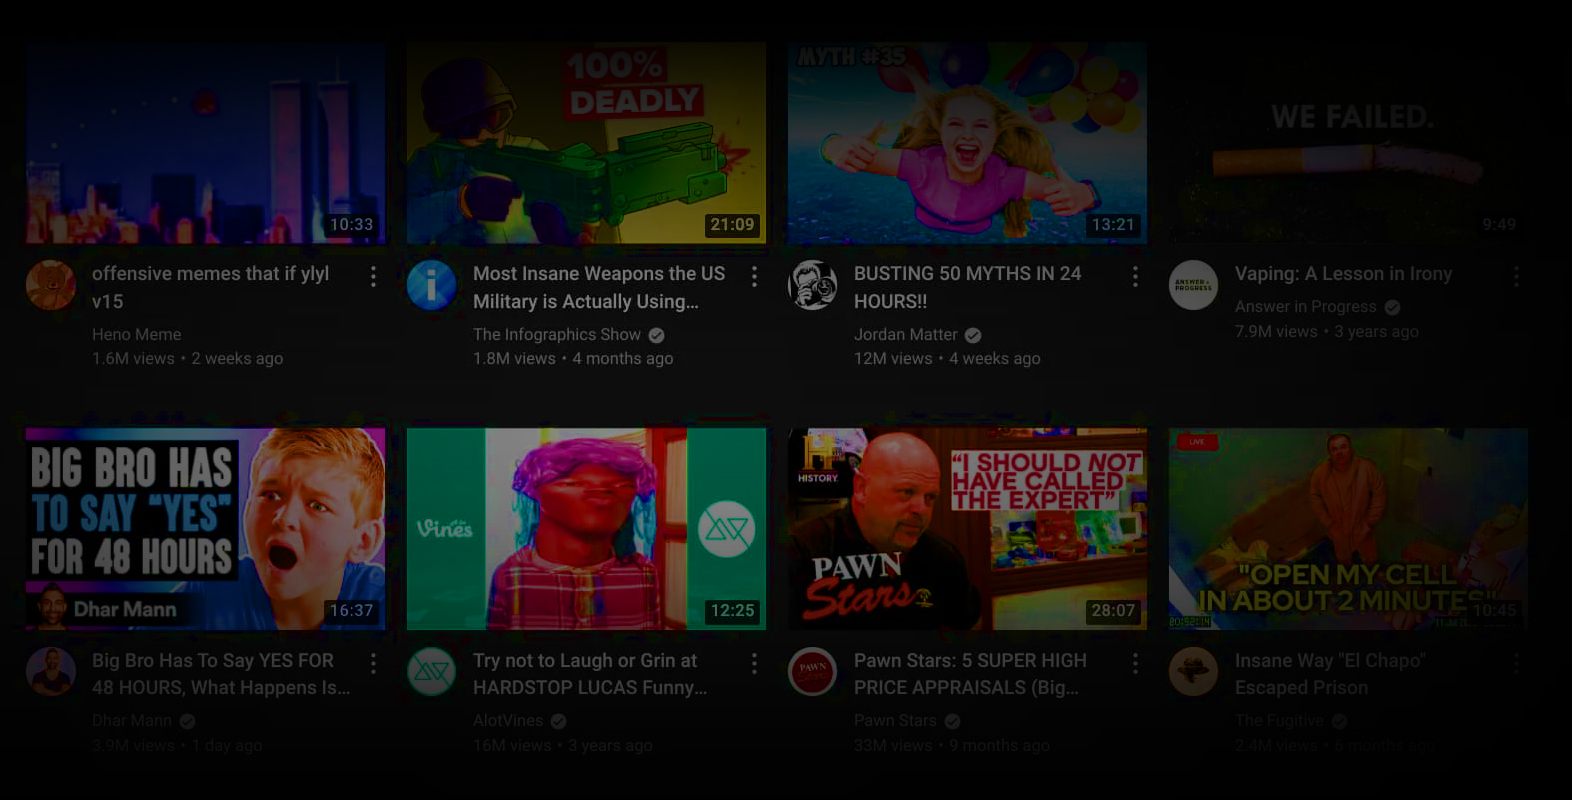 100%
DEADLY
MYTH #35
WE FAILED.
10:33
21:09
13:21
9:49
offensive memes that if ylyl
v15
Heno Meme
1.6M views • 2 weeks ago
Most Insane Weapons the US
Military is Actually Using...
The Infographics Show
1.8M views • 4 months ago
BUSTING 50 MYTHS IN 24
HOURS!!
Jordan Matter
12M views • 4 weeks ago
ANSWER IN
PROGRESS
Vaping: A Lesson in Irony
Answer in Progress
7.9M views • 3 years ago
BIG BRO HAS
TO SAY "YES"
FOR 48 HOURS
Dhar Mann
16:37
Vines
12:25
HISTORY
"I SHOULD NOT
HAVE CALLED
THE EXPERT"
PAWN
Stars
28:07
LIVE
"OPEN MY CELL
IN ABOUT 2 MINUTES"
10:45
Big Bro Has To Say YES FOR
48 HOURS, What Happens Is...
Dhar Mann
3.9M views • 1 day ago
Try not to Laugh or Grin at
HARDSTOP LUCAS Funny...
AlotVines
16M views • 3 years ago
PAWN
Pawn Stars: 5 SUPER HIGH
PRICE APPRAISALS (Big...
Pawn Stars
33M views • 9 months ago
Insane Way "El Chapo"
Escaped Prison
The Fugitive
2.4M views • 6 months ago